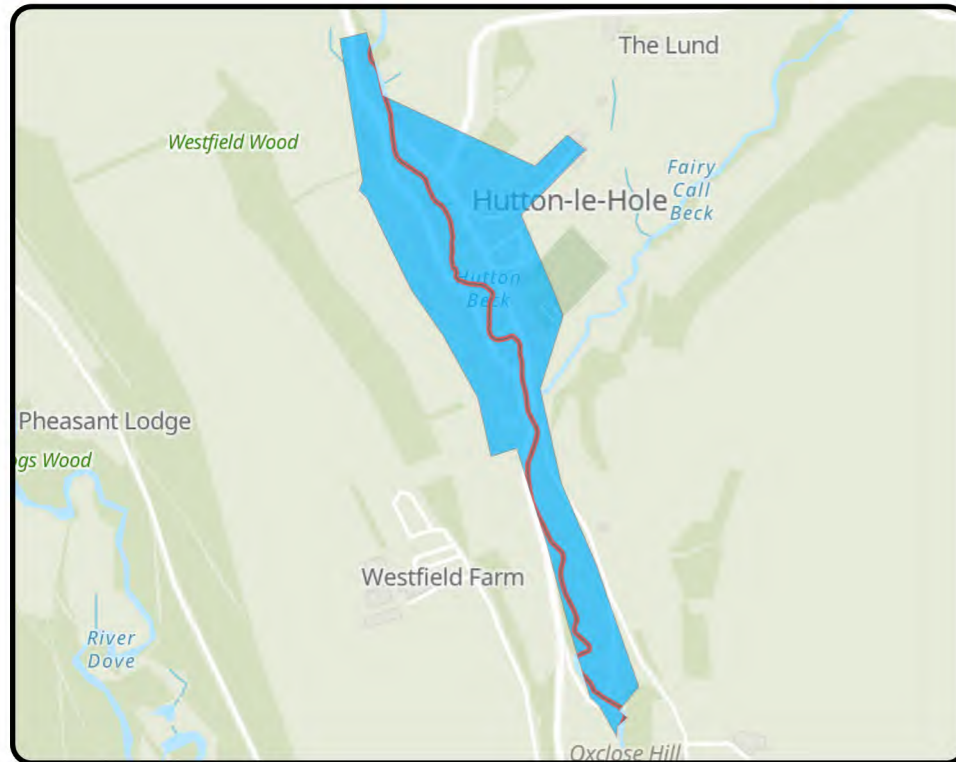 The Lund
Westfield Wood
Fairy
Call
Beck
Hutton-le-Hole
Hutton
Beck
Pheasant Lodge
ogs Wood
Westfield Farm
River
Dove
Oxclose Hill